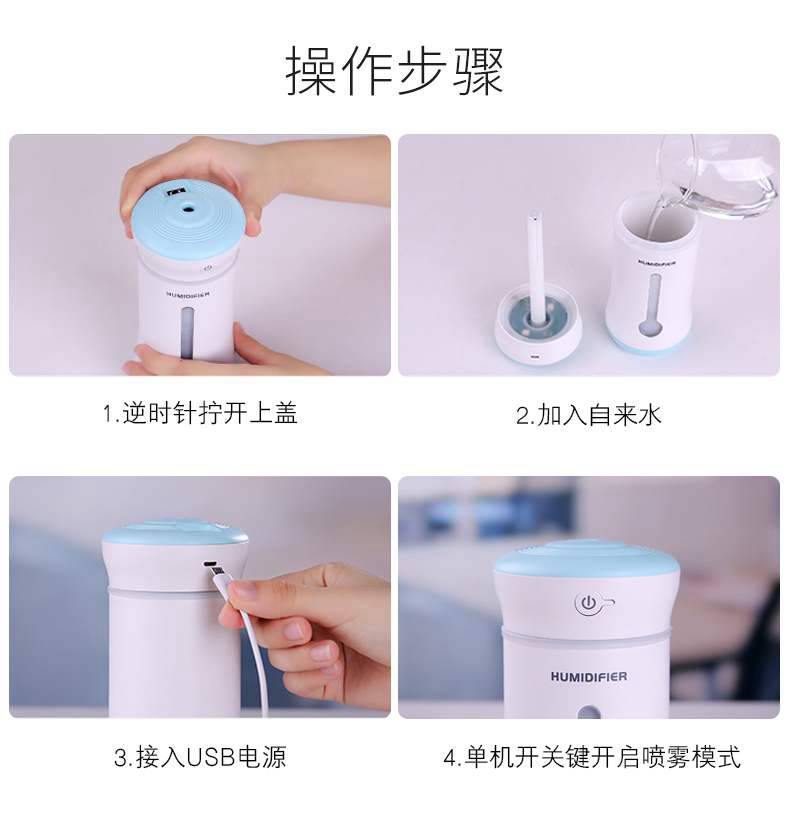 操作步骤
HUMIDIFIER
HUMIDIFIER
1.逆时针拧开上盖
2.加入自来水
HUMIDIFIER
3.接入USB电源
4.单机开关键开启喷雾模式